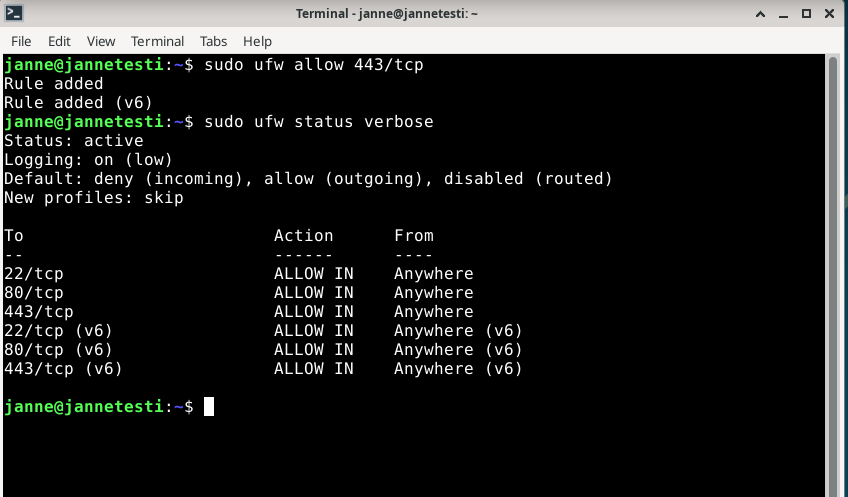 Terminal - janne@jannetesti: ~
File Edit View Terminal Tabs Help
janne@jannetesti:~$ sudo ufw allow 443/tcp
Rule added
Rule added (v6)
janne@jannetesti:~$ sudo ufw status verbose
Status: active
Logging: on (low)
Default: deny (incoming), allow (outgoing), disabled (routed)
New profiles: skip

To                         Action      From
--                         ------      ----
22/tcp                     ALLOW IN    Anywhere
80/tcp                     ALLOW IN    Anywhere
443/tcp                    ALLOW IN    Anywhere
22/tcp (v6)                ALLOW IN    Anywhere (v6)
80/tcp (v6)                ALLOW IN    Anywhere (v6)
443/tcp (v6)               ALLOW IN    Anywhere (v6)

janne@jannetesti:~$